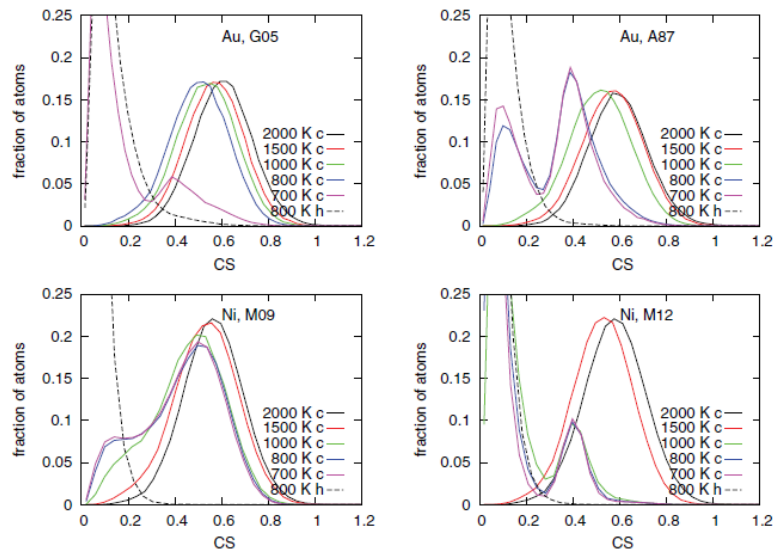 Au, G05
fraction of atoms
0.25
0.2
0.15
0.1
0.05
0
2000 K c
1500 K c
1000 K c
800 K c
700 K c
800 K h
0 0.2 0.4 0.6 0.8 1 1.2
CS
Au, A87
fraction of atoms
0.25
0.2
0.15
0.1
0.05
0
2000 K c
1500 K c
1000 K c
800 K c
700 K c
800 K h
0 0.2 0.4 0.6 0.8 1 1.2
CS
Ni, M09
fraction of atoms
0.25
0.2
0.15
0.1
0.05
0
2000 K c
1500 K c
1000 K c
800 K c
700 K c
800 K h
0 0.2 0.4 0.6 0.8 1 1.2
CS
Ni, M12
fraction of atoms
0.25
0.2
0.15
0.1
0.05
0
2000 K c
1500 K c
1000 K c
800 K c
700 K c
800 K h
0 0.2 0.4 0.6 0.8 1 1.2
CS